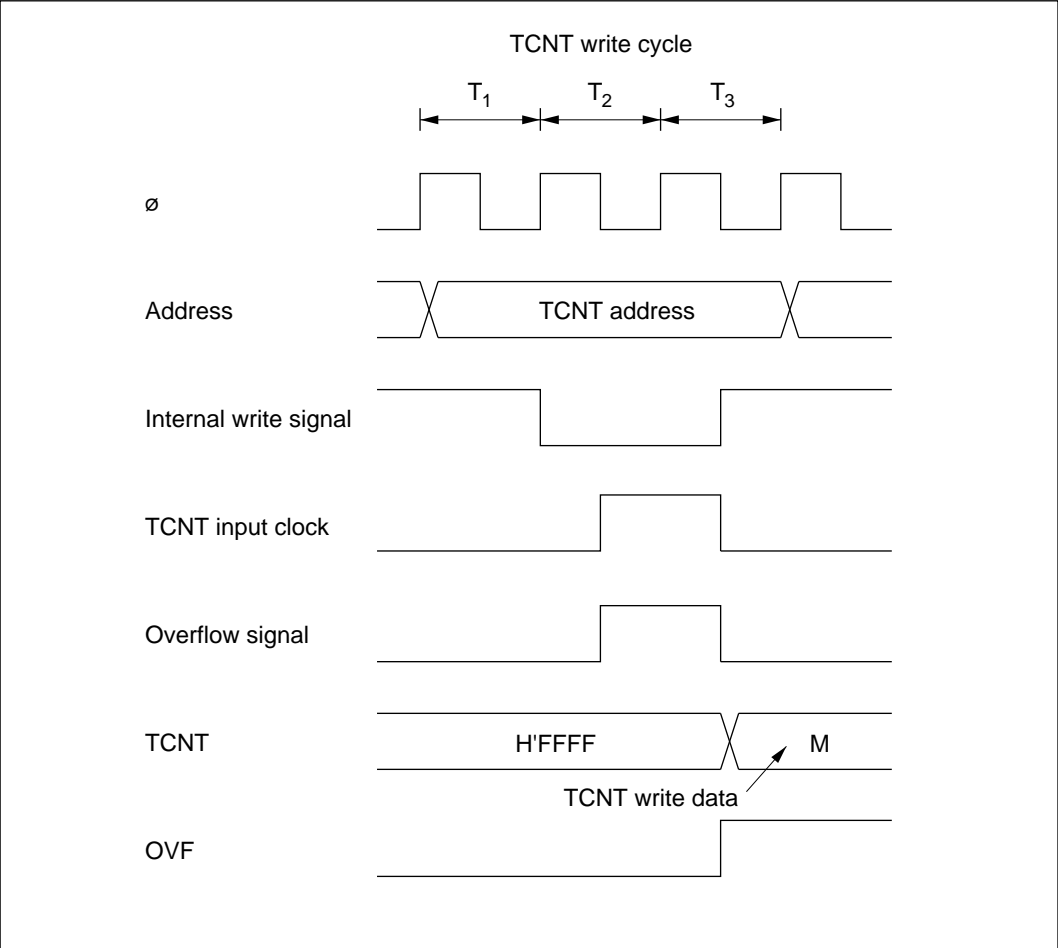 TCNT write cycle
T1 T2 T3
ø
Address TCNT address
Internal write signal
TCNT input clock
Overflow signal
TCNT H'FFFF M
TCNT write data
OVF